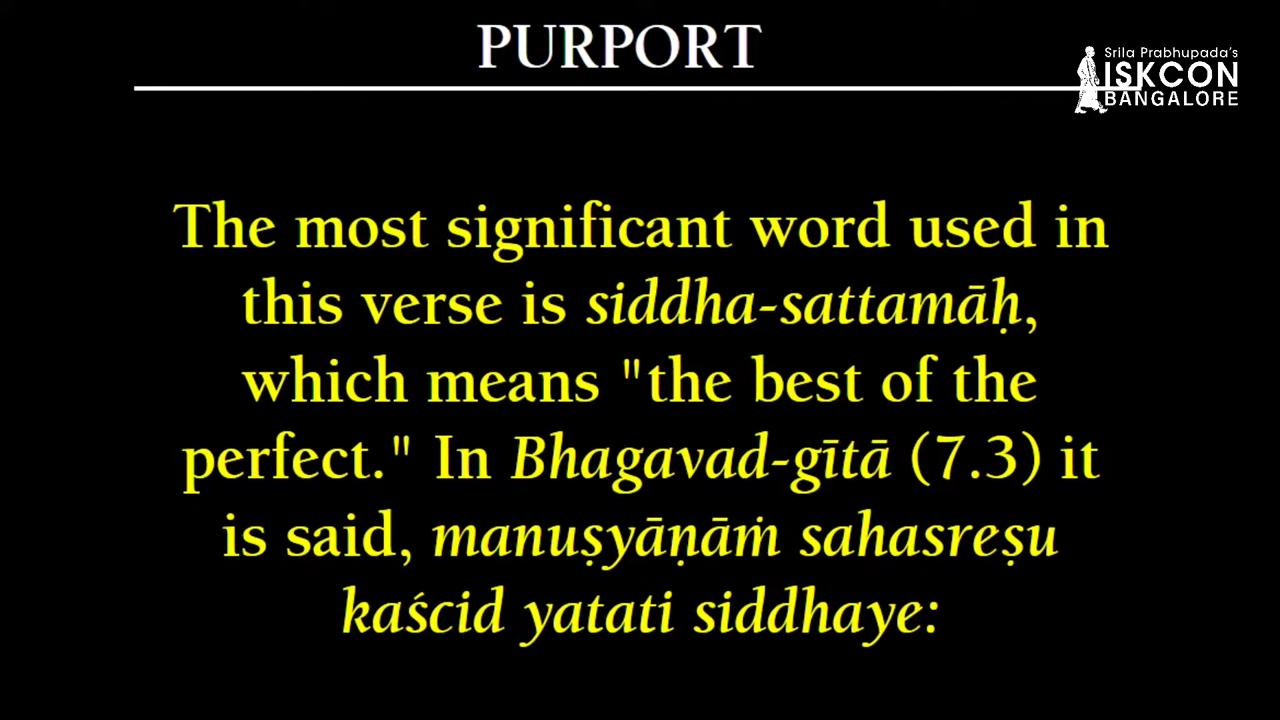 PURPORT
Srila Prabhupada's
ISKCON
BANGALORE
The most significant word used in
this verse is siddha-sattamāḥ,
which means "the best of the
perfect." In Bhagavad-gītā (7.3) it
is said, manuṣyāṇāṁ sahasreṣu
kaścid yatati siddhaye: